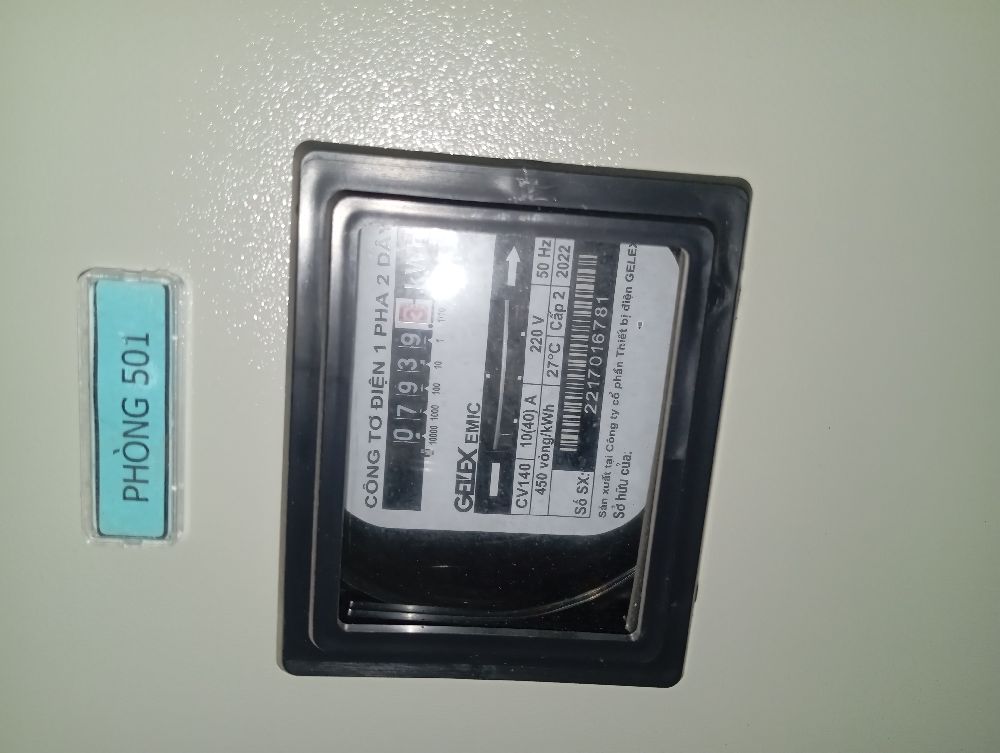 PHÒNG 501
CÔNG TƠ ĐIỆN 1 PHA 2 DÂY
079393 kWh
10000 1000 100 10 1 1/10
GELEX EMIC
CV140 10(40) A 220 V 50 Hz
450 vòng/kWh 27°C Cấp 2 2022
Số SX: 2217016781
Sản xuất tại Công ty cổ phần Thiết bị điện GELEX
Sở hữu của: